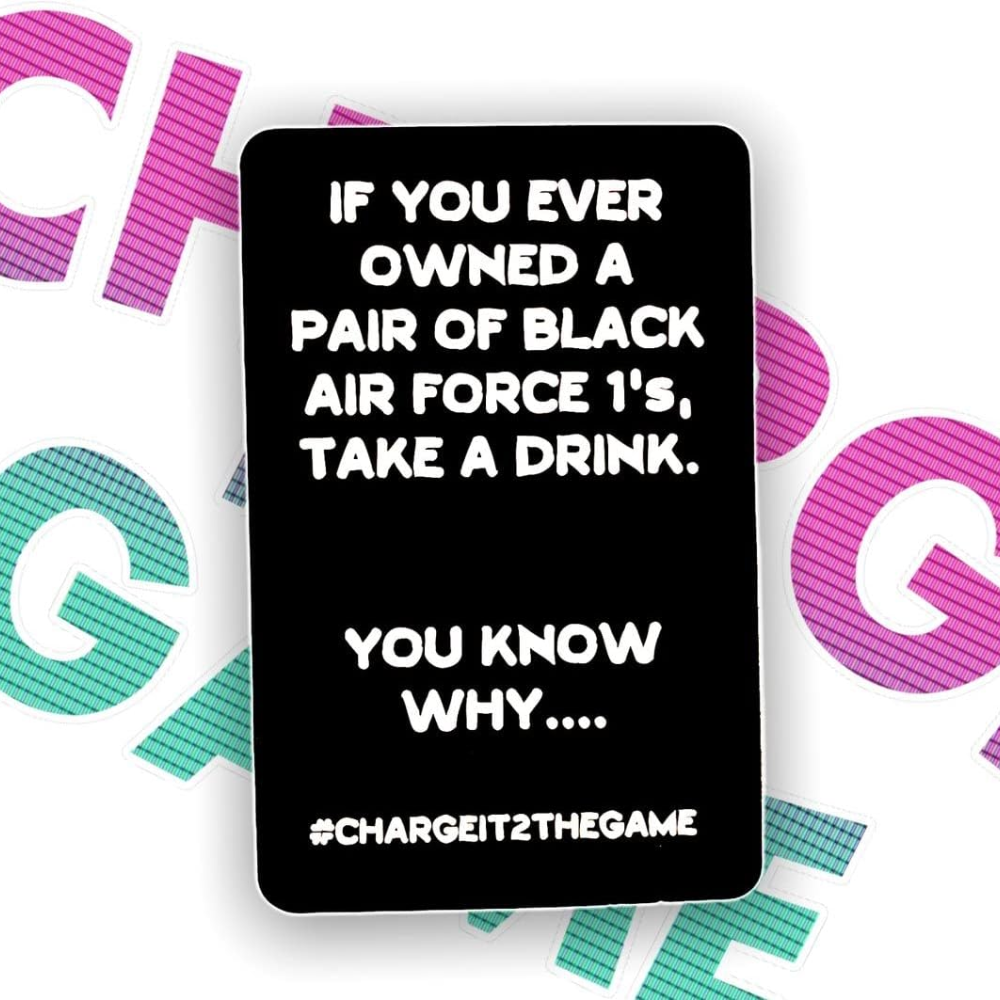 IF YOU EVER
OWNED A
PAIR OF BLACK
AIR FORCE 1's,
TAKE A DRINK.
YOU KNOW
WHY....
#CHARGEIT2THEGAME